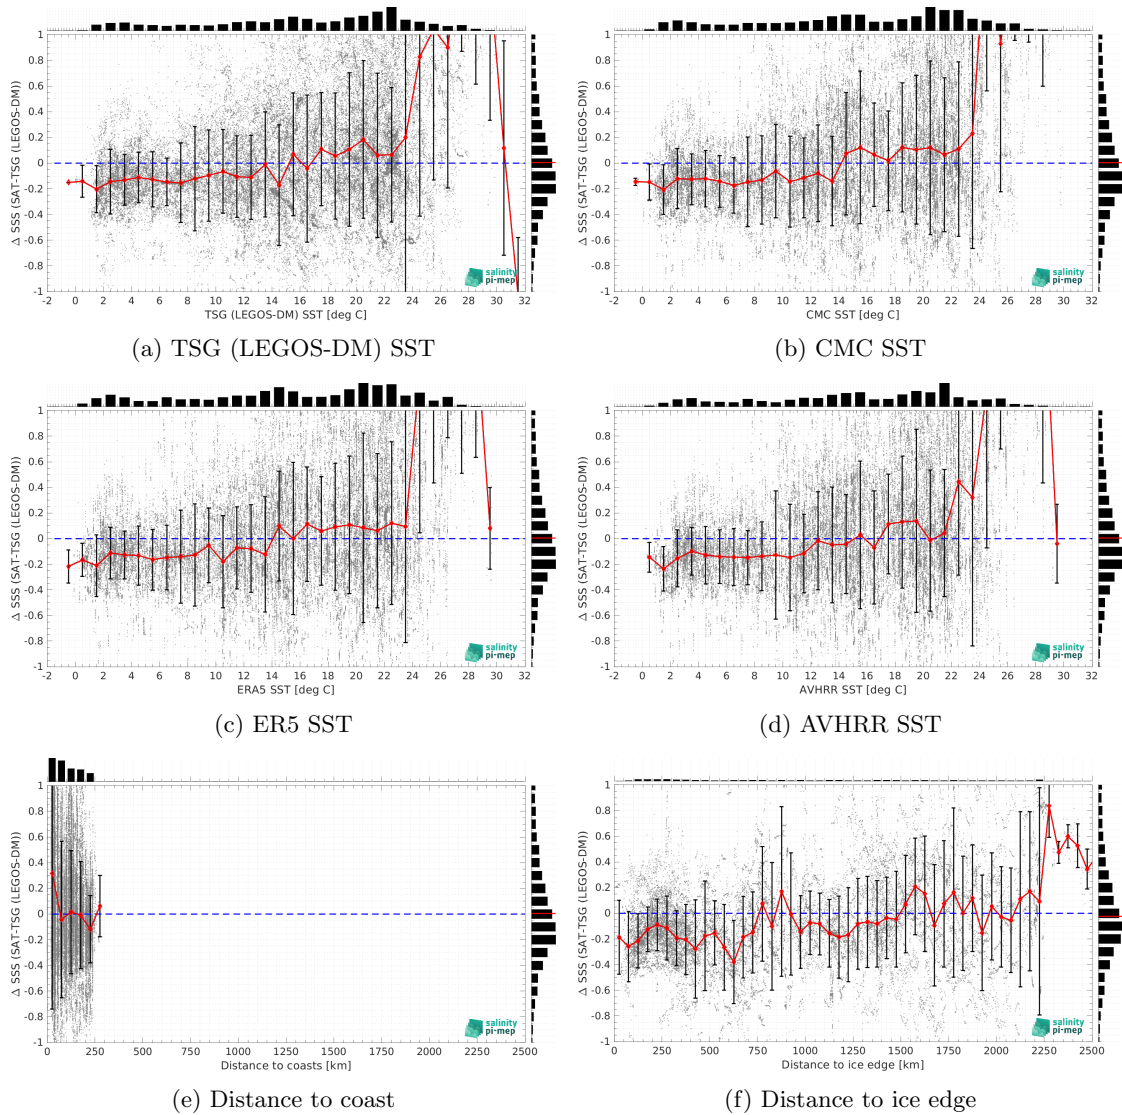 1
0.8
0.6
0.4
0.2
0
-0.2
-0.4
-0.6
-0.8
-1
Δ SSS (SAT-TSG (LEGOS-DM))
salinity
pi-mep
-2 0 2 4 6 8 10 12 14 16 18 20 22 24 26 28 30 32
TSG (LEGOS-DM) SST [deg C]
(a) TSG (LEGOS-DM) SST
1
0.8
0.6
0.4
0.2
0
-0.2
-0.4
-0.6
-0.8
-1
Δ SSS (SAT-TSG (LEGOS-DM))
salinity
pi-mep
-2 0 2 4 6 8 10 12 14 16 18 20 22 24 26 28 30 32
CMC SST [deg C]
(b) CMC SST
1
0.8
0.6
0.4
0.2
0
-0.2
-0.4
-0.6
-0.8
-1
Δ SSS (SAT-TSG (LEGOS-DM))
salinity
pi-mep
-2 0 2 4 6 8 10 12 14 16 18 20 22 24 26 28 30 32
ERA5 SST [deg C]
(c) ER5 SST
1
0.8
0.6
0.4
0.2
0
-0.2
-0.4
-0.6
-0.8
-1
Δ SSS (SAT-TSG (LEGOS-DM))
salinity
pi-mep
-2 0 2 4 6 8 10 12 14 16 18 20 22 24 26 28 30 32
AVHRR SST [deg C]
(d) AVHRR SST
1
0.8
0.6
0.4
0.2
0
-0.2
-0.4
-0.6
-0.8
-1
Δ SSS (SAT-TSG (LEGOS-DM))
salinity
pi-mep
0 250 500 750 1000 1250 1500 1750 2000 2250 2500
Distance to coasts [km]
(e) Distance to coast
1
0.8
0.6
0.4
0.2
0
-0.2
-0.4
-0.6
-0.8
-1
Δ SSS (SAT-TSG (LEGOS-DM))
salinity
pi-mep
0 250 500 750 1000 1250 1500 1750 2000 2250 2500
Distance to ice edge [km]
(f) Distance to ice edge